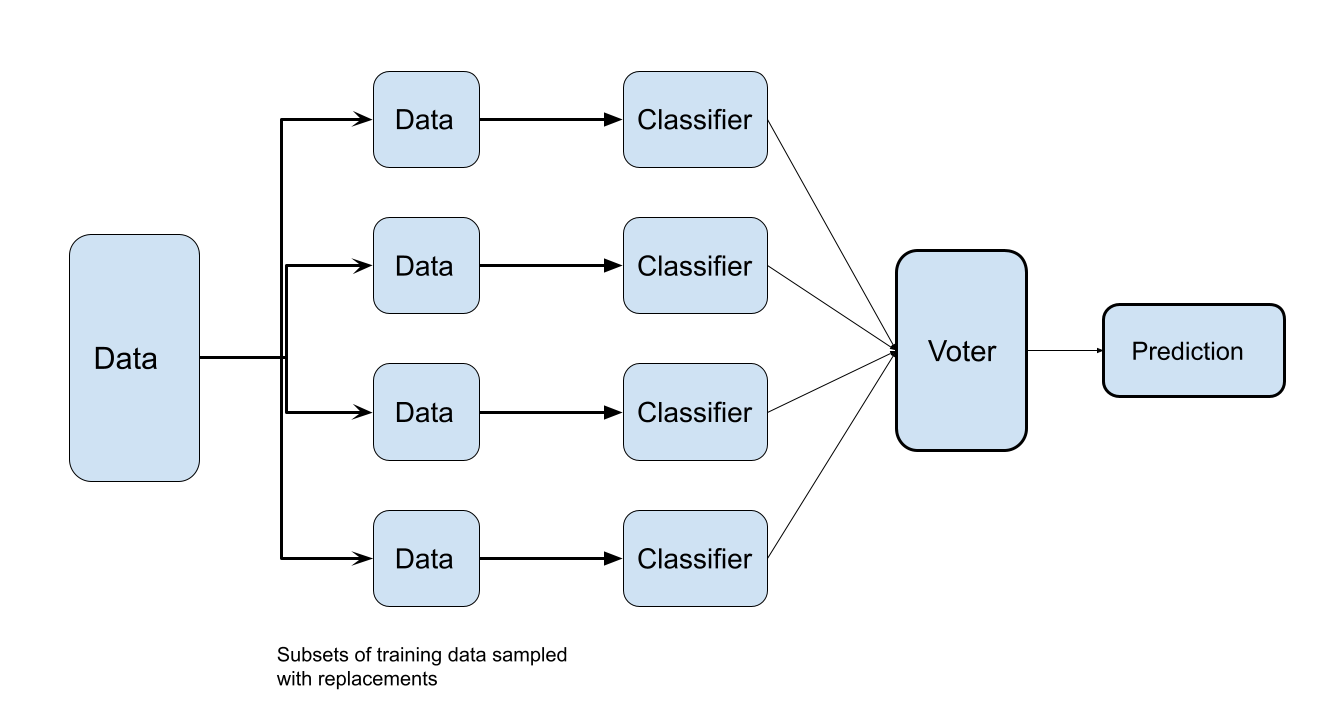 Data
Classifier
Data
Classifier
Data
Voter
Prediction
Data
Classifier
Data
Classifier
Subsets of training data sampled
with replacements